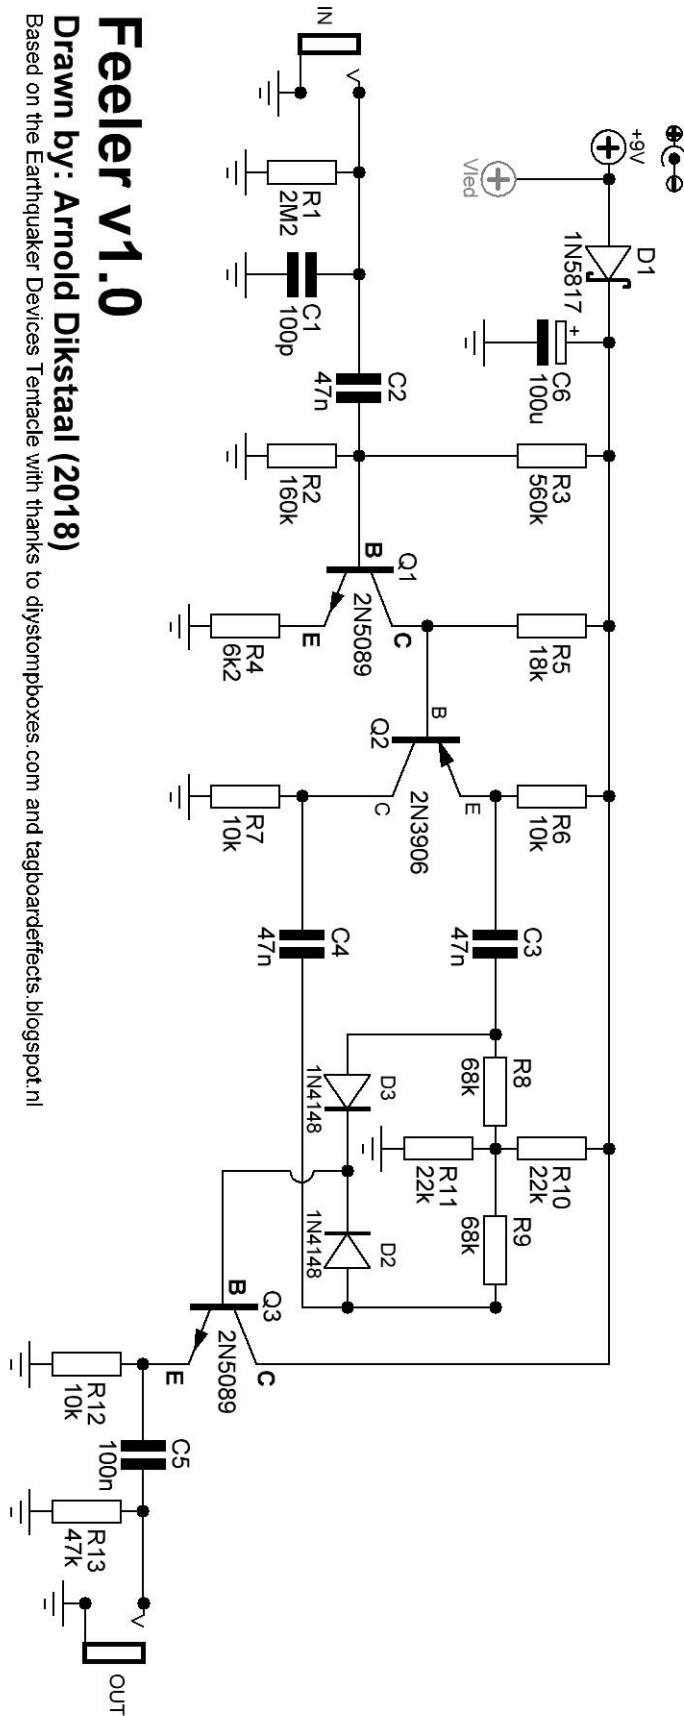 +9V
Vled
D1
1N5817
+
C6
100u
R3
560k
R5
18k
R6
10k
IN
R1
2M2
C1
100p
C2
47n
R2
160k
Q1
B
C
E
2N5089
R4
6k2
Q2
B
E
C
2N3906
R7
10k
C3
47n
C4
47n
R8
68k
R10
22k
R11
22k
R9
68k
D3
1N4148
D2
1N4148
Q3
B
C
E
2N5089
R12
10k
C5
100n
R13
47k
OUT
Feeler v1.0
Drawn by: Arnold Dikstaal (2018)
Based on the Earthquaker Devices Tentacle with thanks to diystompboxes.com and tagboardeffects.blogspot.nl